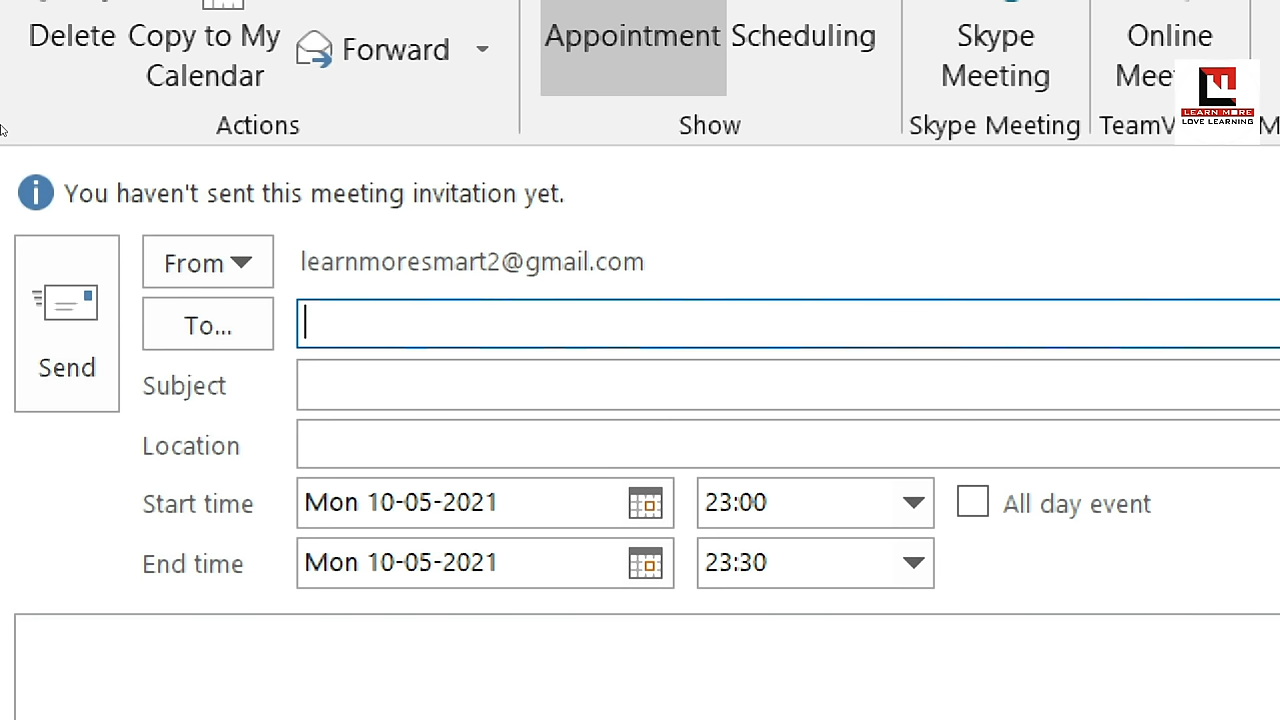 Delete Copy to My Calendar Forward
Actions
Appointment Scheduling
Show
Skype Meeting
Skype Meeting
Online
LEARN MORE
LOVE LEARNING
You haven't sent this meeting invitation yet.
Send
From learnmoresmart2@gmail.com
To...
Subject
Location
Start time Mon 10-05-2021 23:00 All day event
End time Mon 10-05-2021 23:30